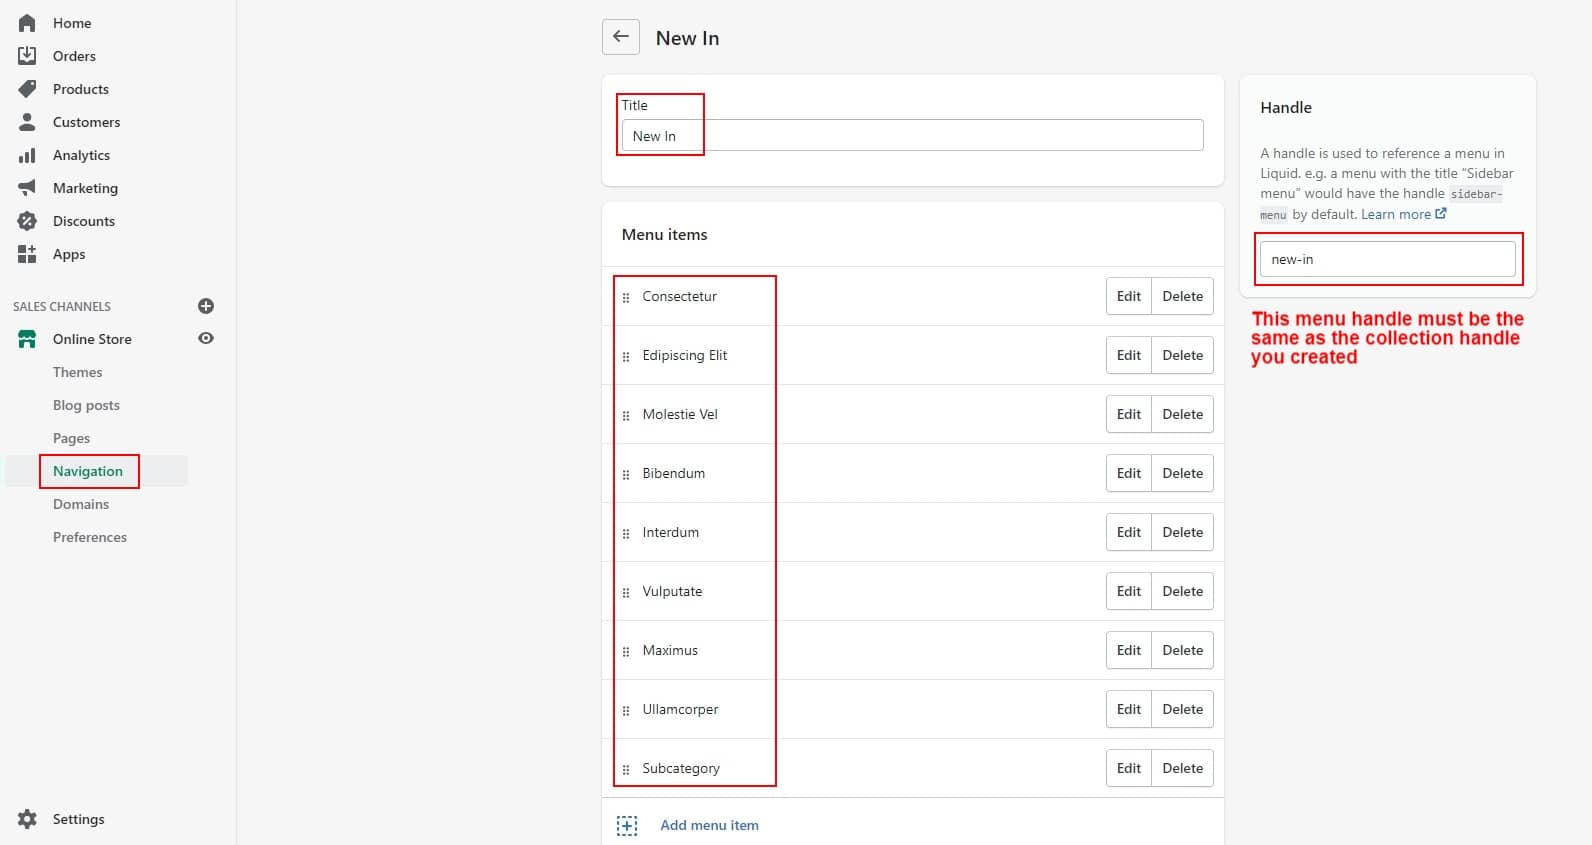 Home
Orders
Products
Customers
Analytics
Marketing
Discounts
Apps
SALES CHANNELS
Online Store
Themes
Blog posts
Pages
Navigation
Domains
Preferences
Settings
New In
Title
New In
Menu items
Consectetur Edit Delete
Edipiscing Elit Edit Delete
Molestie Vel Edit Delete
Bibendum Edit Delete
Interdum Edit Delete
Vulputate Edit Delete
Maximus Edit Delete
Ullamcorper Edit Delete
Subcategory Edit Delete
Add menu item
Handle
A handle is used to reference a menu in
Liquid. e.g. a menu with the title “Sidebar
menu” would have the handle sidebar-
menu by default. Learn more
new-in
This menu handle must be the
same as the collection handle
you created